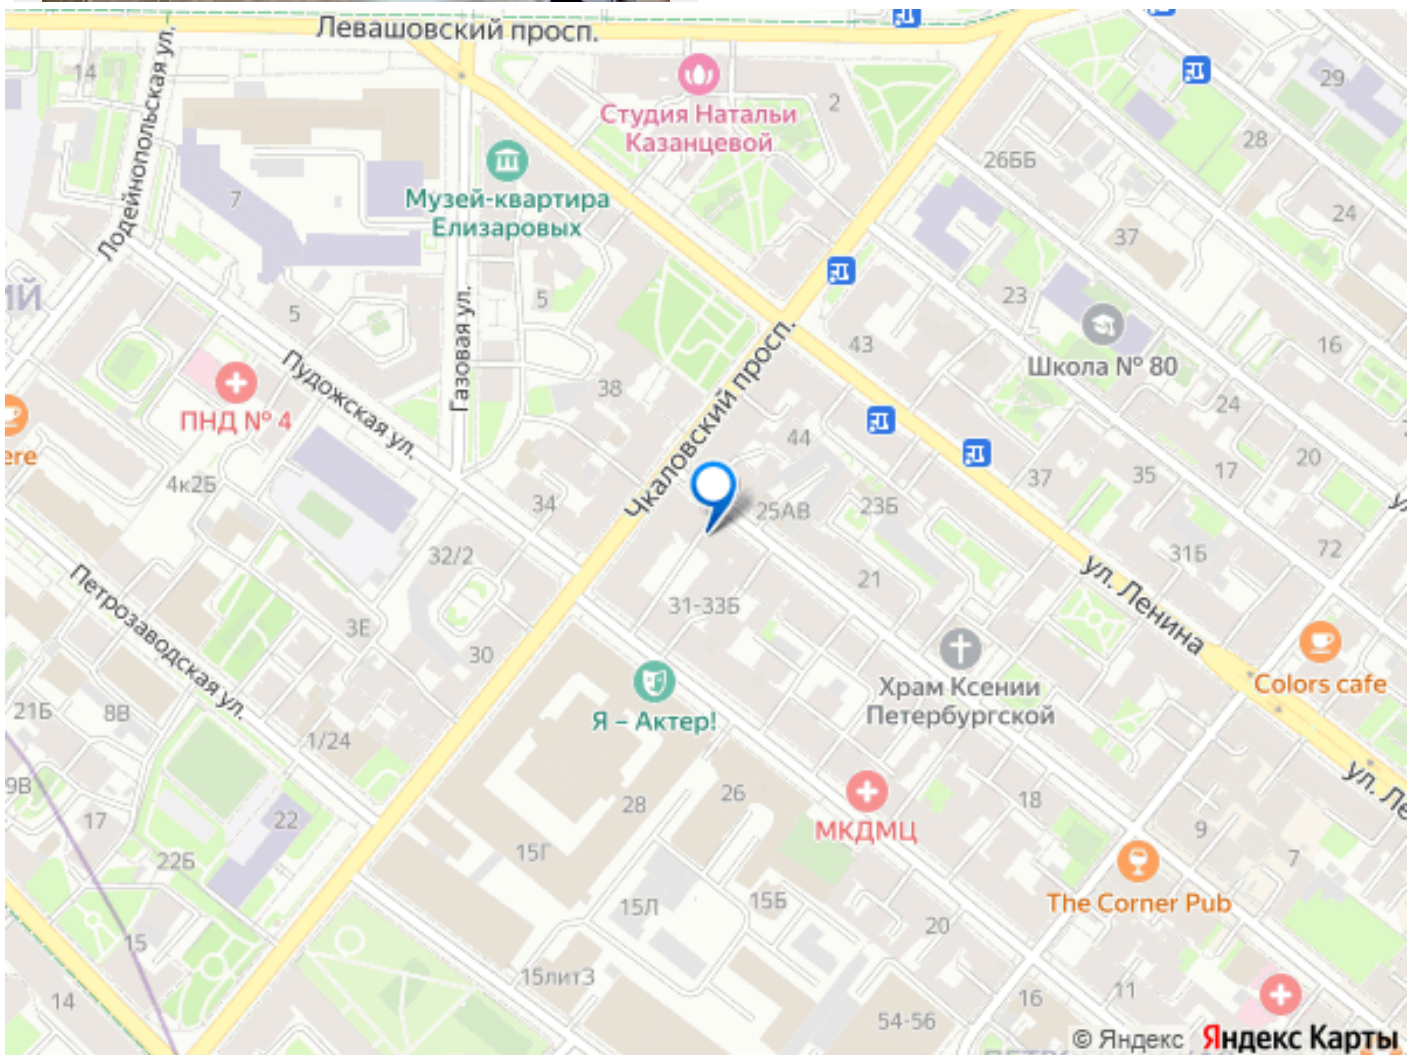 Левашовский просп.
Лодейнопольская ул.
14
Студия Натальи
Казанцевой
2
29
28
26ББ
7
Музей-квартира
Елизаровых
24
37
ИЙ
5
5
Газовая ул.
23
43
Школа № 80
16
Пудожская ул.
38
Чкаловский просп.
ПНД № 4
24
ere
44
20
4к2Б
37
35
17
34
25АВ
23Б
31Б
72
32/2
21
ул. Ленина
Петрозаводская ул.
31-33Б
3Е
30
Храм Ксении
Петербургской
Colors cafe
21Б
8В
Я – Актер!
1/24
ул. Ле
9В
17
22
28
26
18
9
7
МКДМЦ
22Б
15Г
15Л
15Б
The Corner Pub
20
15
15лит3
14
54-56
16
11
© Яндекс Яндекс Карты